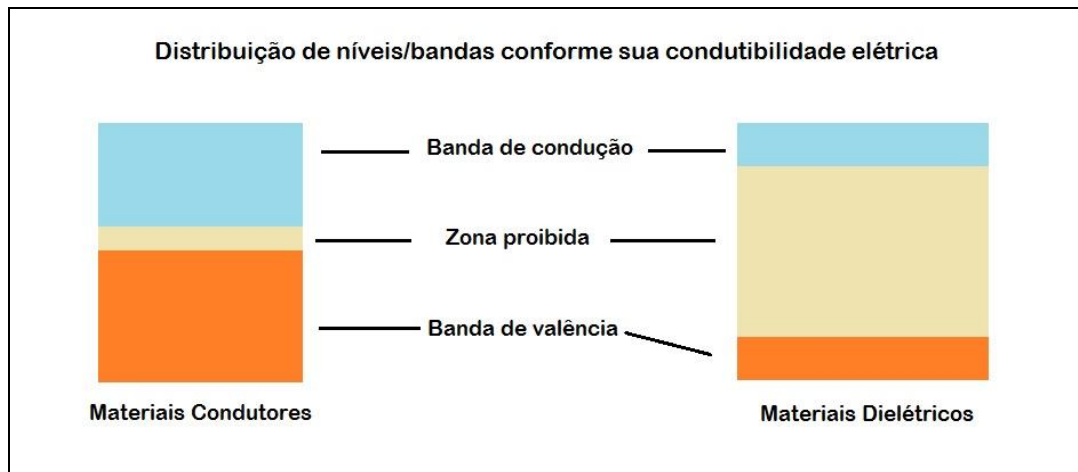 Distribuição de níveis/bandas conforme sua condutibilidade elétrica
Banda de condução
Zona proibida
Banda de valência
Materiais Condutores
Materiais Dielétricos